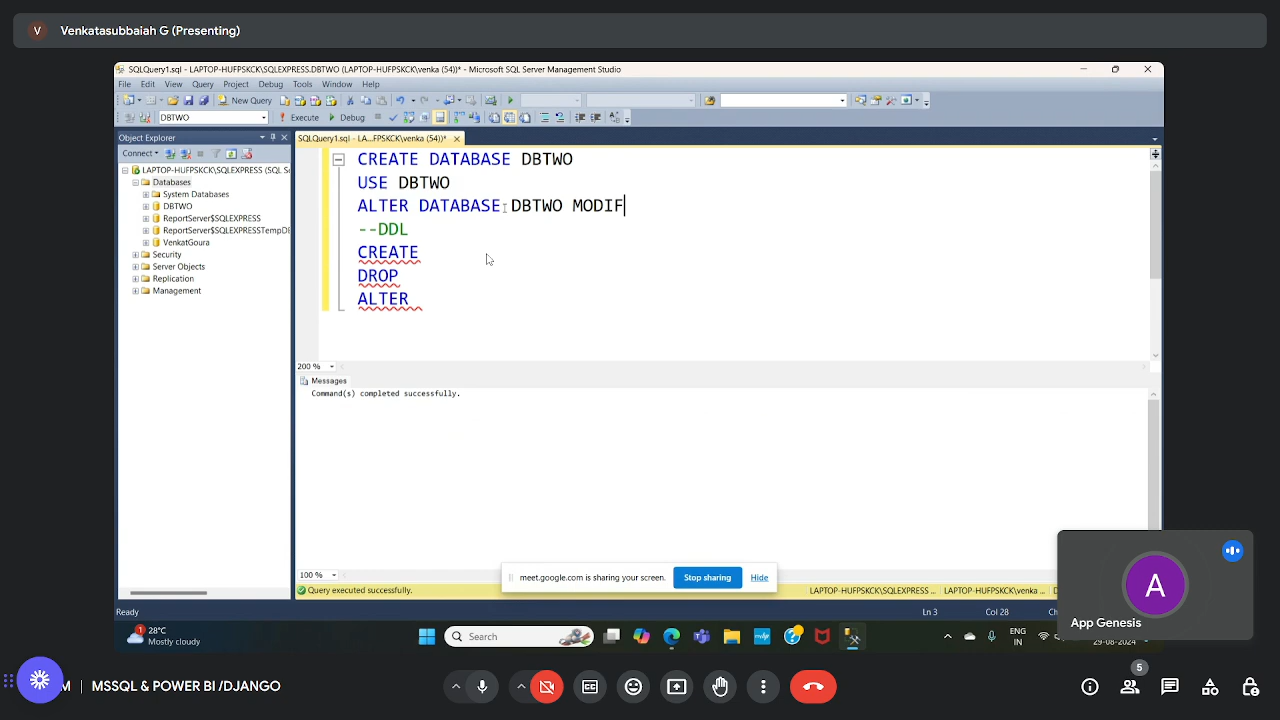 V Venkatasubbaiah G (Presenting)
SQLQuery1.sql - LAPTOP-HUFPSKCK\SQLEXPRESS.DBTWO (LAPTOP-HUFPSKCK\venka (54))* - Microsoft SQL Server Management Studio
File Edit View Query Project Debug Tools Window Help
New Query
DBTWO Execute Debug
Object Explorer
SQLQuery1.sql - LA...FPSKCK\venka (54))*
Connect
LAPTOP-HUFPSKCK\SQLEXPRESS (SQL S
Databases
System Databases
DBTWO
ReportServer$SQLEXPRESS
ReportServer$SQLEXPRESSTempDB
VenkatGoura
Security
Server Objects
Replication
Management
CREATE DATABASE DBTWO
USE DBTWO
ALTER DATABASE DBTWO MODIF
--DDL
CREATE
DROP
ALTER
200 %
Messages
Command(s) completed successfully.
100 %
meet.google.com is sharing your screen. Stop sharing Hide
Query executed successfully.
LAPTOP-HUFPSKCK\SQLEXPRESS ... LAPTOP-HUFPSKCK\venka ...
Ready Ln 3 Col 28
A
App Genesis
1
28°C
Mostly cloudy
Search
ENG
IN
29-08-2024
M | MSSQL & POWER BI /DJANGO
5